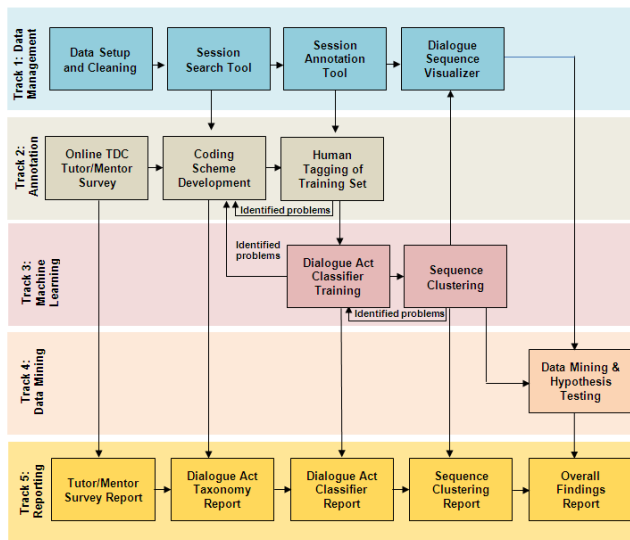 Track 1: Data
Management
Data Setup
and Cleaning
Session
Search Tool
Session
Annotation
Tool
Dialogue
Sequence
Visualizer
Track 2:
Annotation
Online TDC
Tutor/Mentor
Survey
Coding
Scheme
Development
Human
Tagging of
Training Set
Identified problems
Track 3:
Machine
Learning
Identified
problems
Dialogue Act
Classifier
Training
Sequence
Clustering
Identified problems
Track 4:
Data Mining
Data Mining &
Hypothesis
Testing
Track 5:
Reporting
Tutor/Mentor
Survey Report
Dialogue Act
Taxonomy
Report
Dialogue Act
Classifier
Report
Sequence
Clustering
Report
Overall
Findings
Report